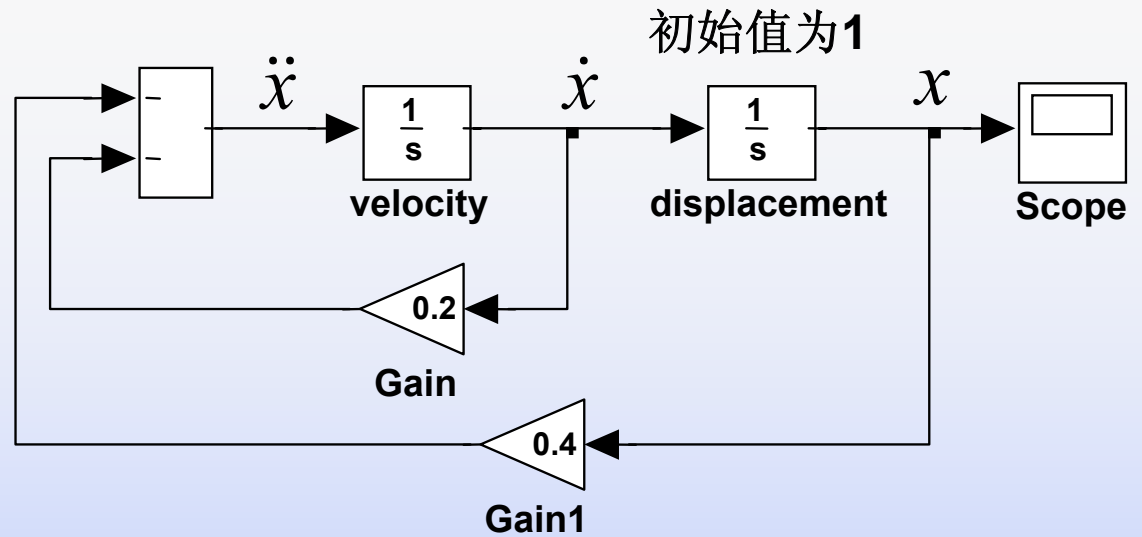 初始值为1
ẍ
ẋ
x
−
−
1
s
1
s
velocity
displacement
Scope
0.2
Gain
0.4
Gain1